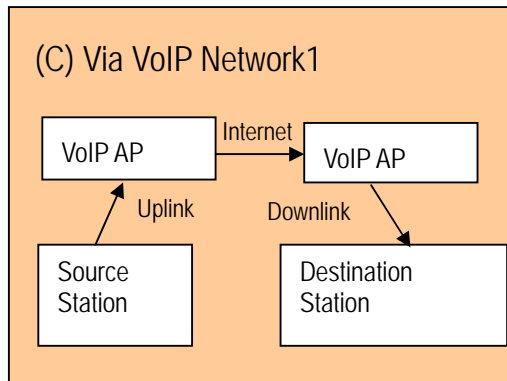 (C) Via VoIP Network1
Internet
VoIP AP
VoIP AP
Uplink
Downlink
Source
Station
Destination
Station